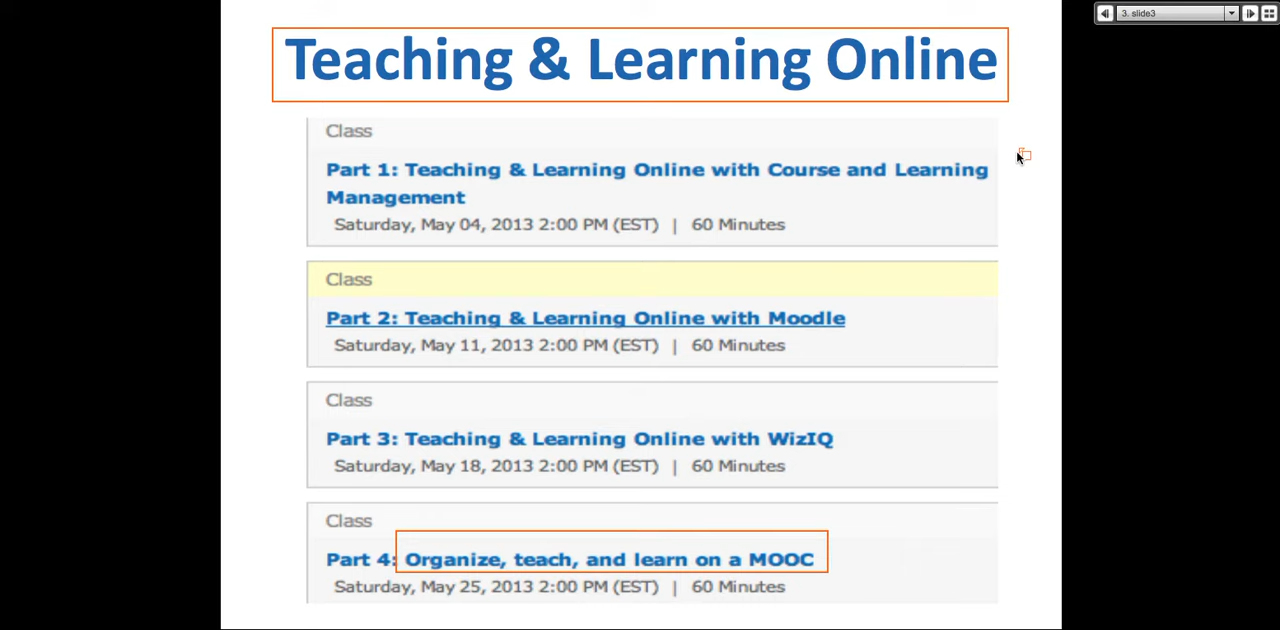 3. slide3
Teaching & Learning Online
Class
Part 1: Teaching & Learning Online with Course and Learning
Management
Saturday, May 04, 2013 2:00 PM (EST) | 60 Minutes
Class
Part 2: Teaching & Learning Online with Moodle
Saturday, May 11, 2013 2:00 PM (EST) | 60 Minutes
Class
Part 3: Teaching & Learning Online with WizIQ
Saturday, May 18, 2013 2:00 PM (EST) | 60 Minutes
Class
Part 4: Organize, teach, and learn on a MOOC
Saturday, May 25, 2013 2:00 PM (EST) | 60 Minutes